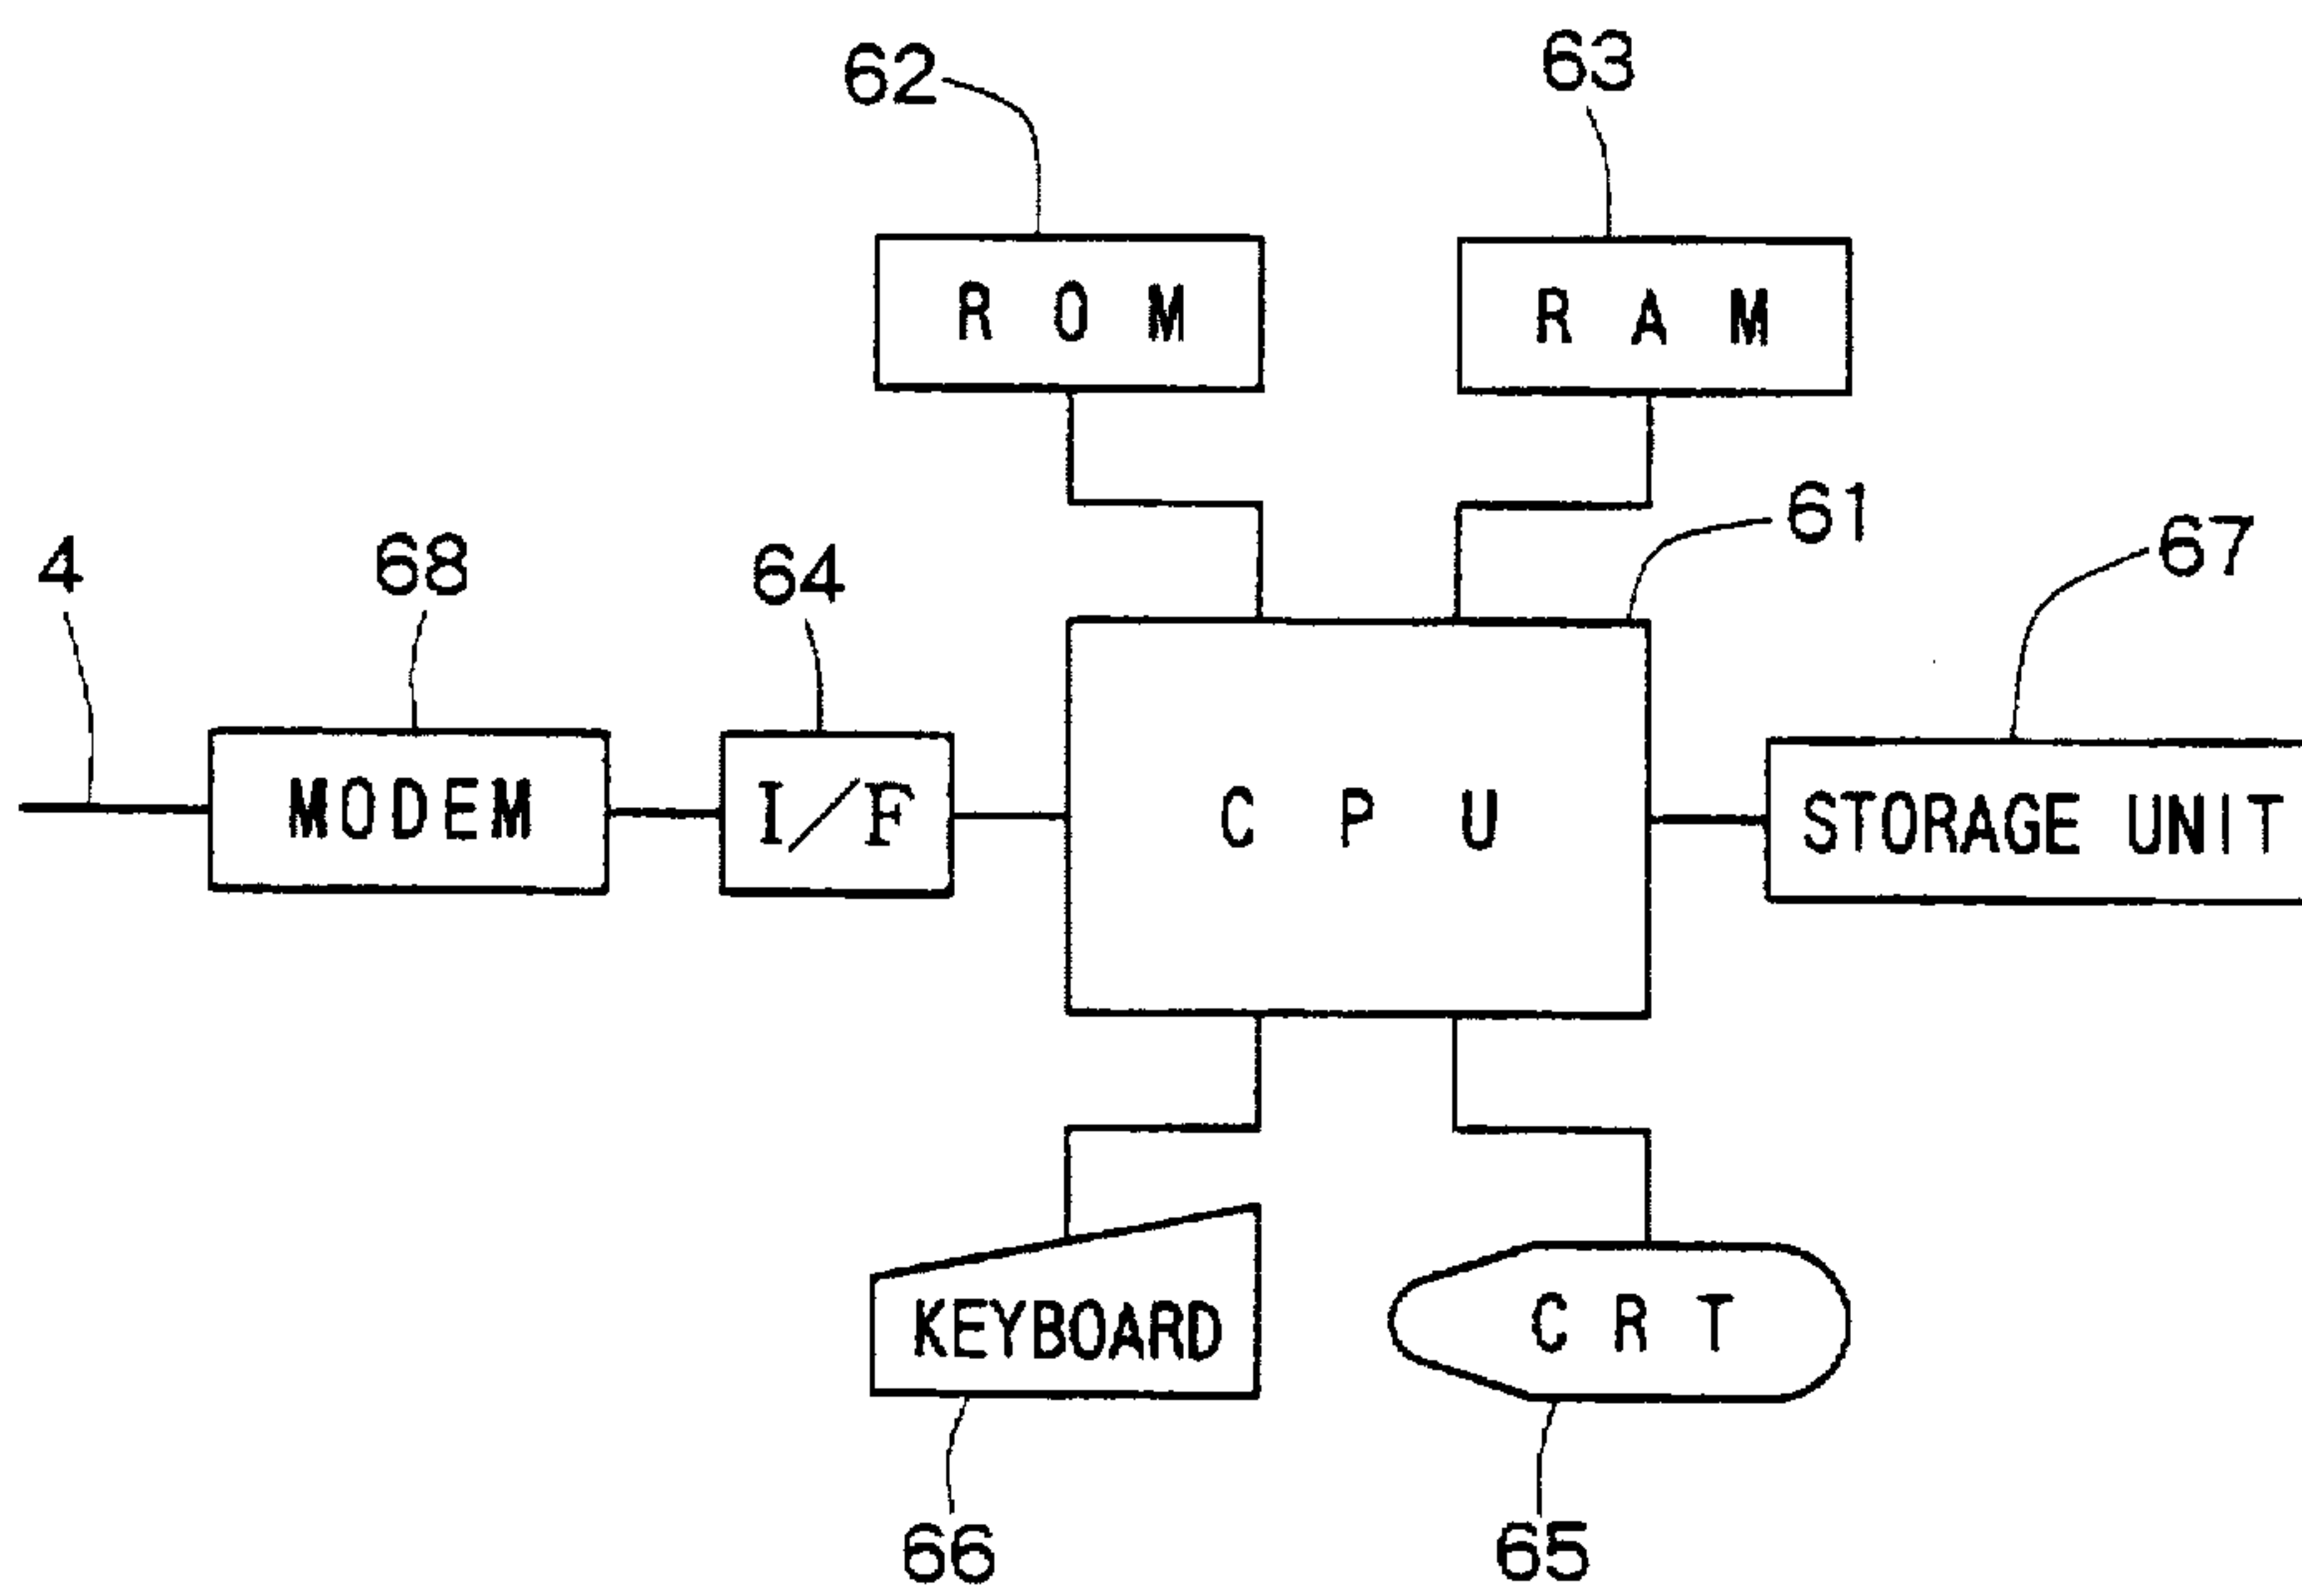 62
63
R O M
R A M
61
67
4
68
64
MODEM
I/F
C P U
STORAGE UNIT
KEYBOARD
C R T
66
65